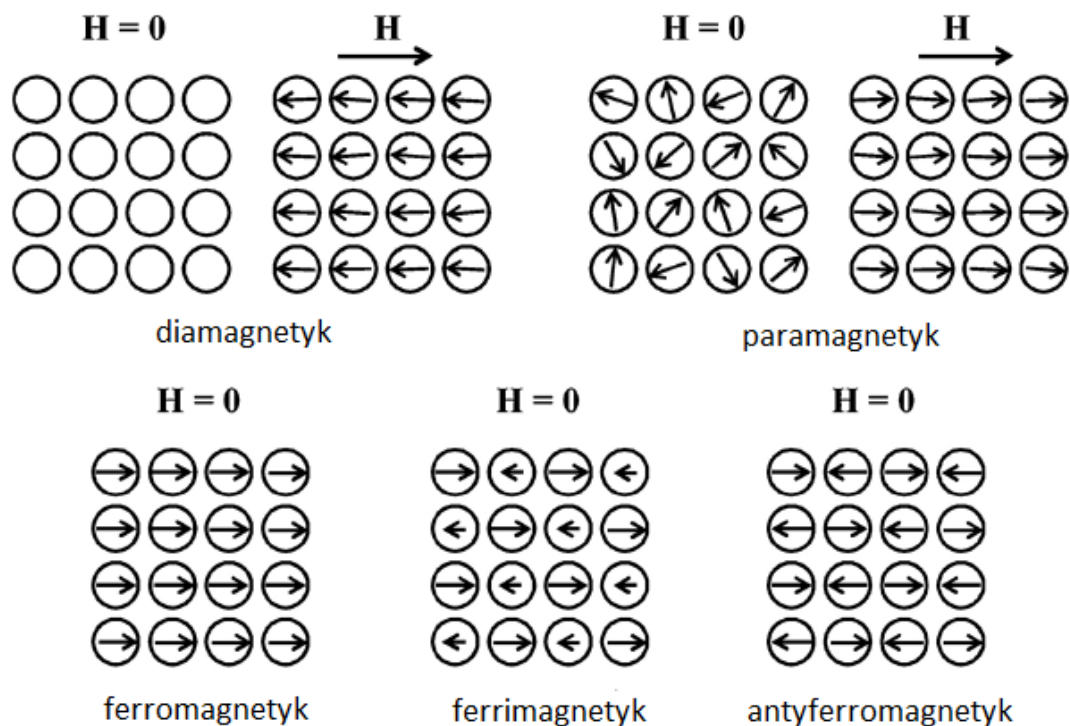 H = 0 H H = 0 H
diamagnetyk paramagnetyk
H = 0 H = 0 H = 0
ferromagnetyk ferrimagnetyk antyferromagnetyk